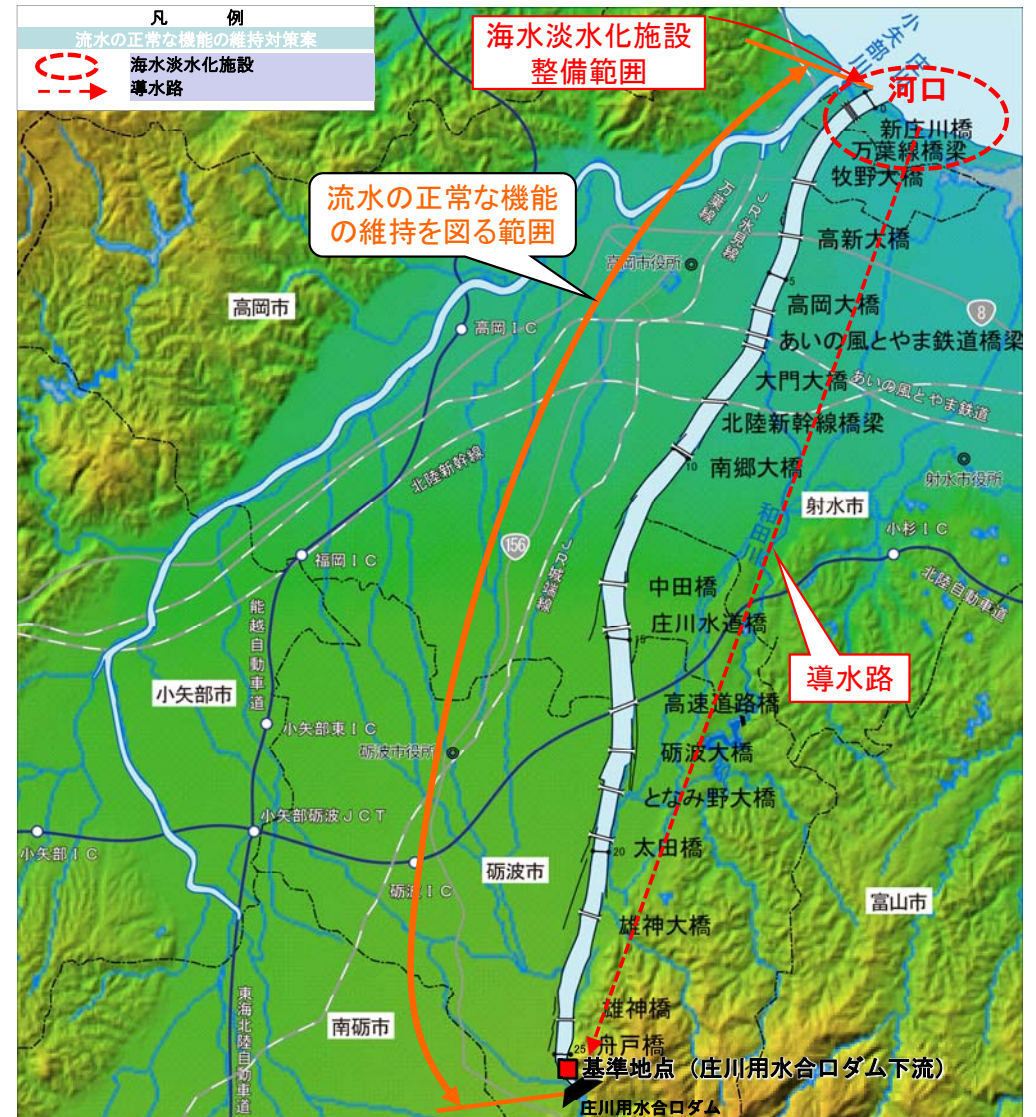 凡　例
流水の正常な機能の維持対策案
海水淡水化施設
導水路
海水淡水化施設
整備範囲
小矢部川
庄川
河口
0
新庄川橋
万葉線橋梁
牧野大橋
流水の正常な機能
の維持を図る範囲
万葉線
JR氷見線
高新大橋
高岡市役所
5
高岡市
高岡大橋
8
高岡IC
あいの風とやま鉄道橋梁
大門大橋
あいの風とやま鉄道
北陸新幹線橋梁
北陸新幹線
10
南郷大橋
射水市役所
射水市
和田川
小杉IC
156
JR城端線
福岡IC
中田橋
北陸自動車道
能越自動車道
庄川水道橋
15
導水路
小矢部市
高速道路橋
小矢部東IC
砺波市役所
砺波大橋
となみ野大橋
小矢部砺波JCT
小矢部IC
20
太田橋
砺波IC
砺波市
富山市
雄神大橋
東海北陸自動車道
雄神橋
南砺市
25
舟戸橋
基準地点（庄川用水合口ダム下流）
庄川用水合口ダム